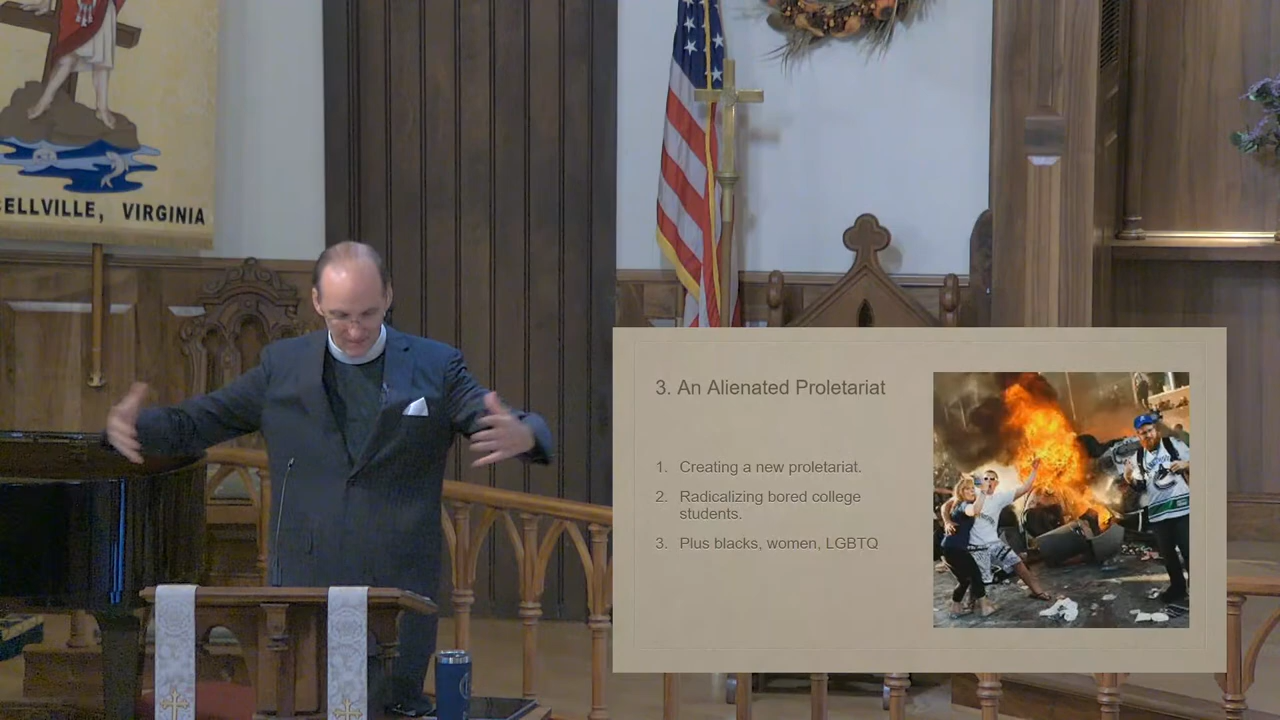 ELLVILLE, VIRGINIA
3. An Alienated Proletariat
1. Creating a new proletariat.
2. Radicalizing bored college
students.
3. Plus blacks, women, LGBTQ